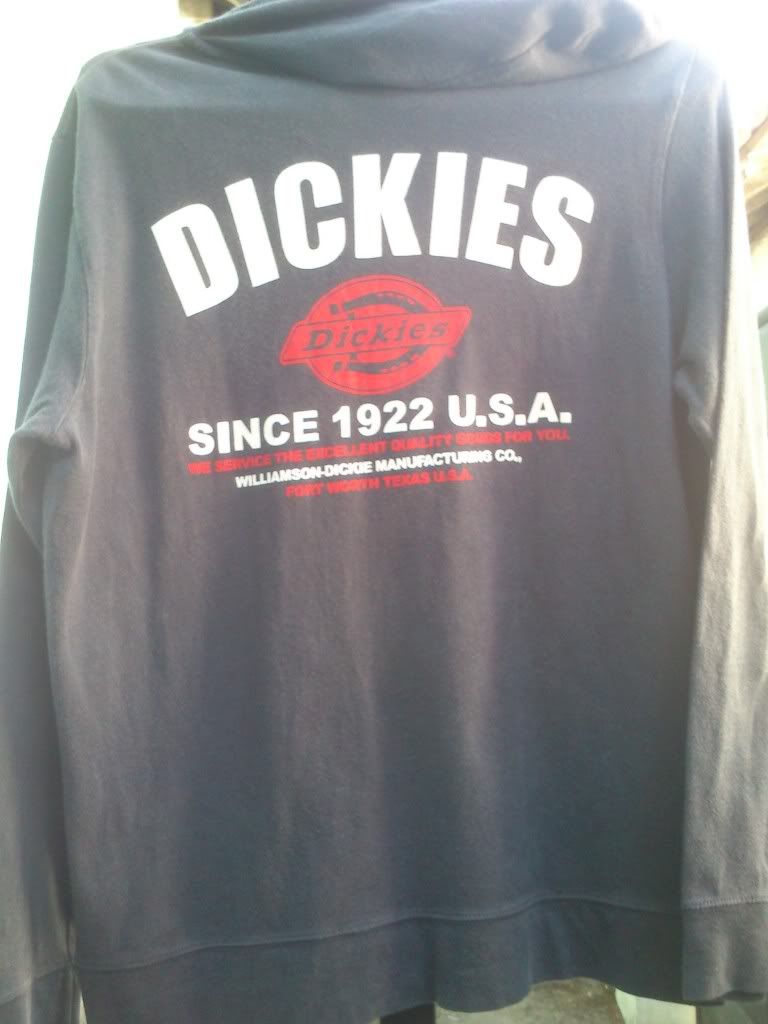 DICKIES
Dickies
SINCE 1922 U.S.A.
WE SERVICE THE EXCELLENT QUALITY GOODS FOR YOU.
WILLIAMSON-DICKIE MANUFACTURING CO.,
FORT WORTH TEXAS U.S.A.